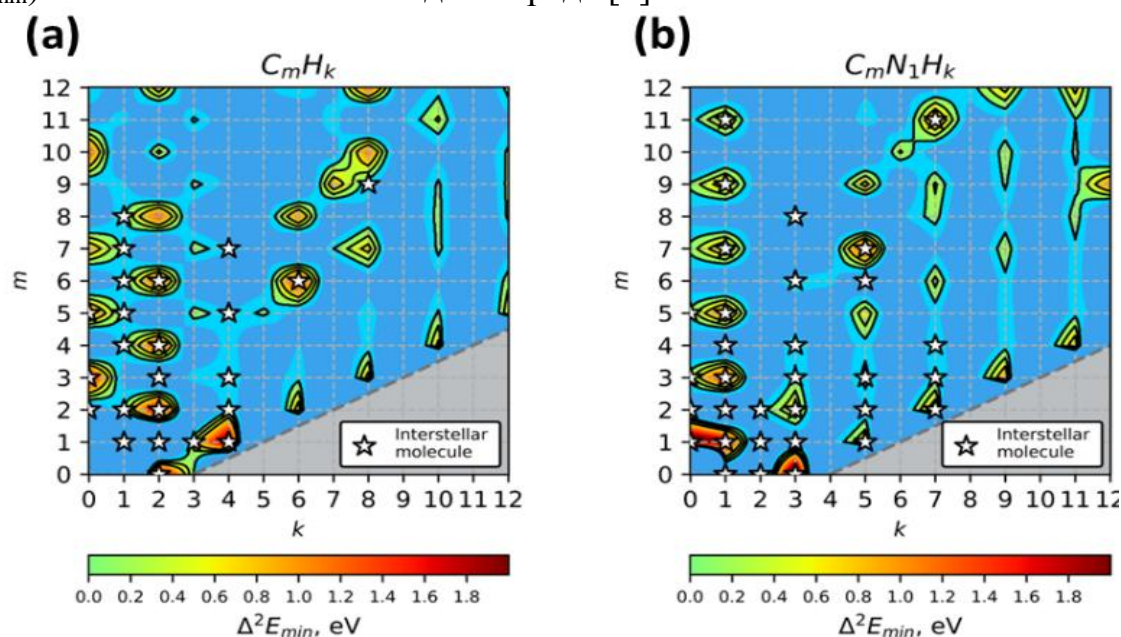 (a) (b)
C_mH_k C_mN_1H_k
12 12
11 11
10 10
9 9
8 8
7 7
m 6 m 6
5 5
4 4
3 3
2 2
1 1
0 0
Interstellar molecule Interstellar molecule
0 1 2 3 4 5 6 7 8 9 10 11 12 0 1 2 3 4 5 6 7 8 9 10 11 12
k k
0.0 0.2 0.4 0.6 0.8 1.0 1.2 1.4 1.6 1.8 0.0 0.2 0.4 0.6 0.8 1.0 1.2 1.4 1.6 1.8
Δ²E_min, eV Δ²E_min, eV